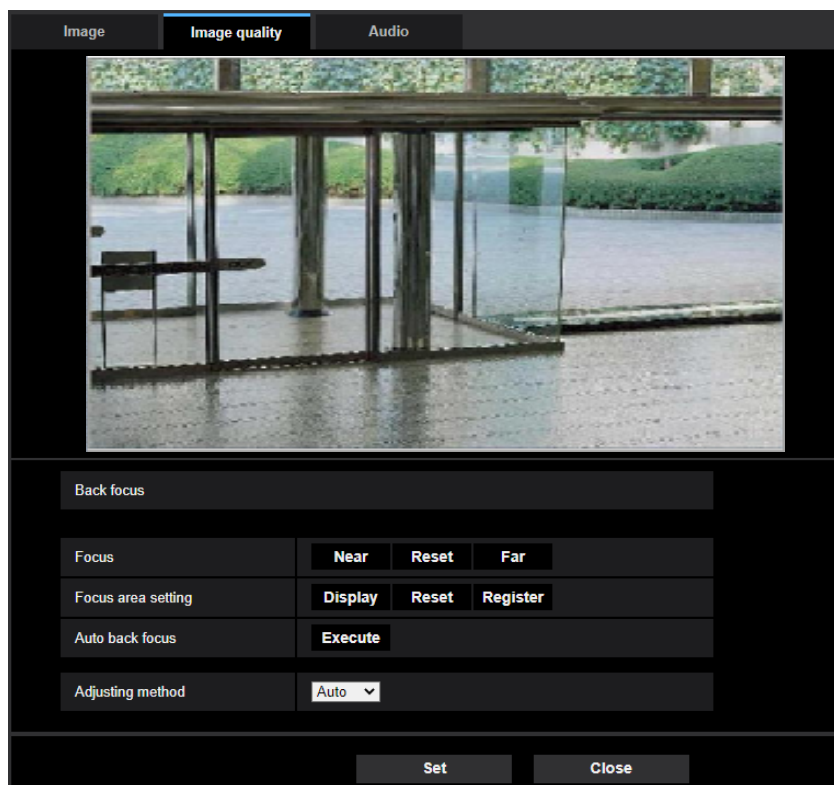 Image Image quality Audio
Back focus
Focus Near Reset Far
Focus area setting Display Reset Register
Auto back focus Execute
Adjusting method Auto
Set Close